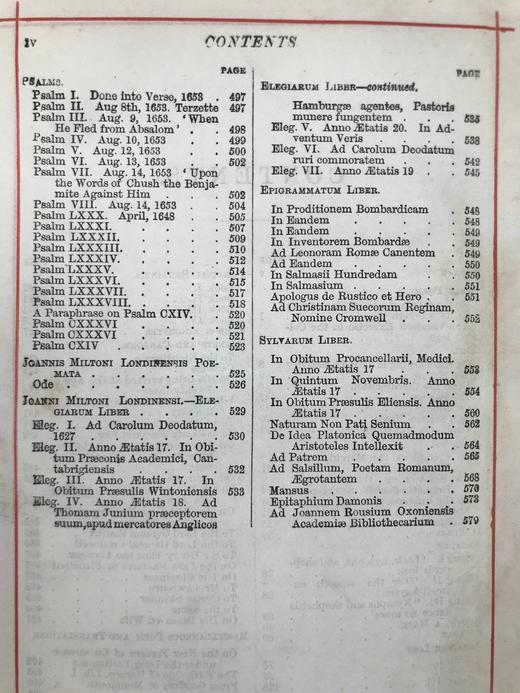 iv
CONTENTS
PAGE
PSALMS.
Psalm I. Done into Verse, 1653 . 497
Psalm II. Aug 8th, 1653. Terzette 497
Psalm III. Aug. 9, 1653. 'When
He Fled from Absalom' . . 498
Psalm IV. Aug. 10, 1653 . . 499
Psalm V. Aug. 12, 1653 . . 500
Psalm VI. Aug. 13, 1653 . . 502
Psalm VII. Aug. 14, 1653 'Upon
the Words of Chush the Benja-
mite Against Him . . . 502
Psalm VIII. Aug. 14, 1653 . . 504
Psalm LXXX. April, 1648 . . 505
Psalm LXXXI. . . . . 507
Psalm LXXXII. . . . . 509
Psalm LXXXIII. . . . . 510
Psalm LXXXIV. . . . . 512
Psalm LXXXV. . . . . 514
Psalm LXXXVI. . . . . 515
Psalm LXXXVII. . . . . 517
Psalm LXXXVIII. . . . . 518
A Paraphrase on Psalm CXIV. . 520
Psalm CXXXVI . . . . 520
Psalm CXXXVI . . . . 521
Psalm CXIV . . . . . 523
JOANNIS MILTONI LONDINENSIS POE-
MATA . . . . . . 525
Ode . . . . . . 526
JOANNI MILTONI LONDINENSI.—ELE-
GIARUM LIBER . . . . 529
Eleg. I. Ad Carolum Deodatum,
1627 . . . . . . 530
Eleg. II. Anno Ætatis 17. In Obi-
tum Præconis Academici, Can-
tabrigiensis . . . . 532
Eleg. III. Anno Ætatis 17. In
Obitum Præsulis Wintoniensis 533
Eleg. IV. Anno Ætatis 18. Ad
Thomam Junium præceptorem
suum, apud mercatores Anglicos
PAGE
ELEGIARUM LIBER—continued.
Hamburgæ agentes, Pastoris
munere fungentem . . . 535
Eleg. V. Anno Ætatis 20. In Ad-
ventum Veris . . . . 538
Eleg. VI. Ad Carolum Deodatum
ruri commoratem . . . 542
Eleg. VII. Anno Ætatis 19 . . 545
EPIGRAMMATUM LIBER.
In Proditionem Bombardicam . 548
In Eandem . . . . . 548
In Eandem . . . . . 549
In Inventorem Bombardæ . . 549
Ad Leonoram Romæ Canentem . 549
Ad Eandem . . . . . 550
In Salmasii Hundredam . . 550
In Salmasium . . . . 551
Apologus de Rustico et Hero . . 551
Ad Christinam Suecorum Reginam,
Nomine Cromwell . . . 552
SYLVARUM LIBER.
In Obitum Procancellarii, Medici.
Anno Ætatis 17 . . . 553
In Quintum Novembris. Anno
Ætatis 17 . . . . 554
In Obitum Præsulis Eliensis. Anno
Ætatis 17 . . . . 560
Naturam Non Pati Senium . . 562
De Idea Platonica Quemadmodum
Aristoteles Intellexit . . 564
Ad Patrem . . . . . 565
Ad Salsillum, Poetam Romanum,
Ægrotantem . . . . 568
Mansus . . . . . . 570
Epitaphium Damonis . . . 573
Ad Joannem Rousium Oxoniensis
Academiæ Bibliothecarium . 579